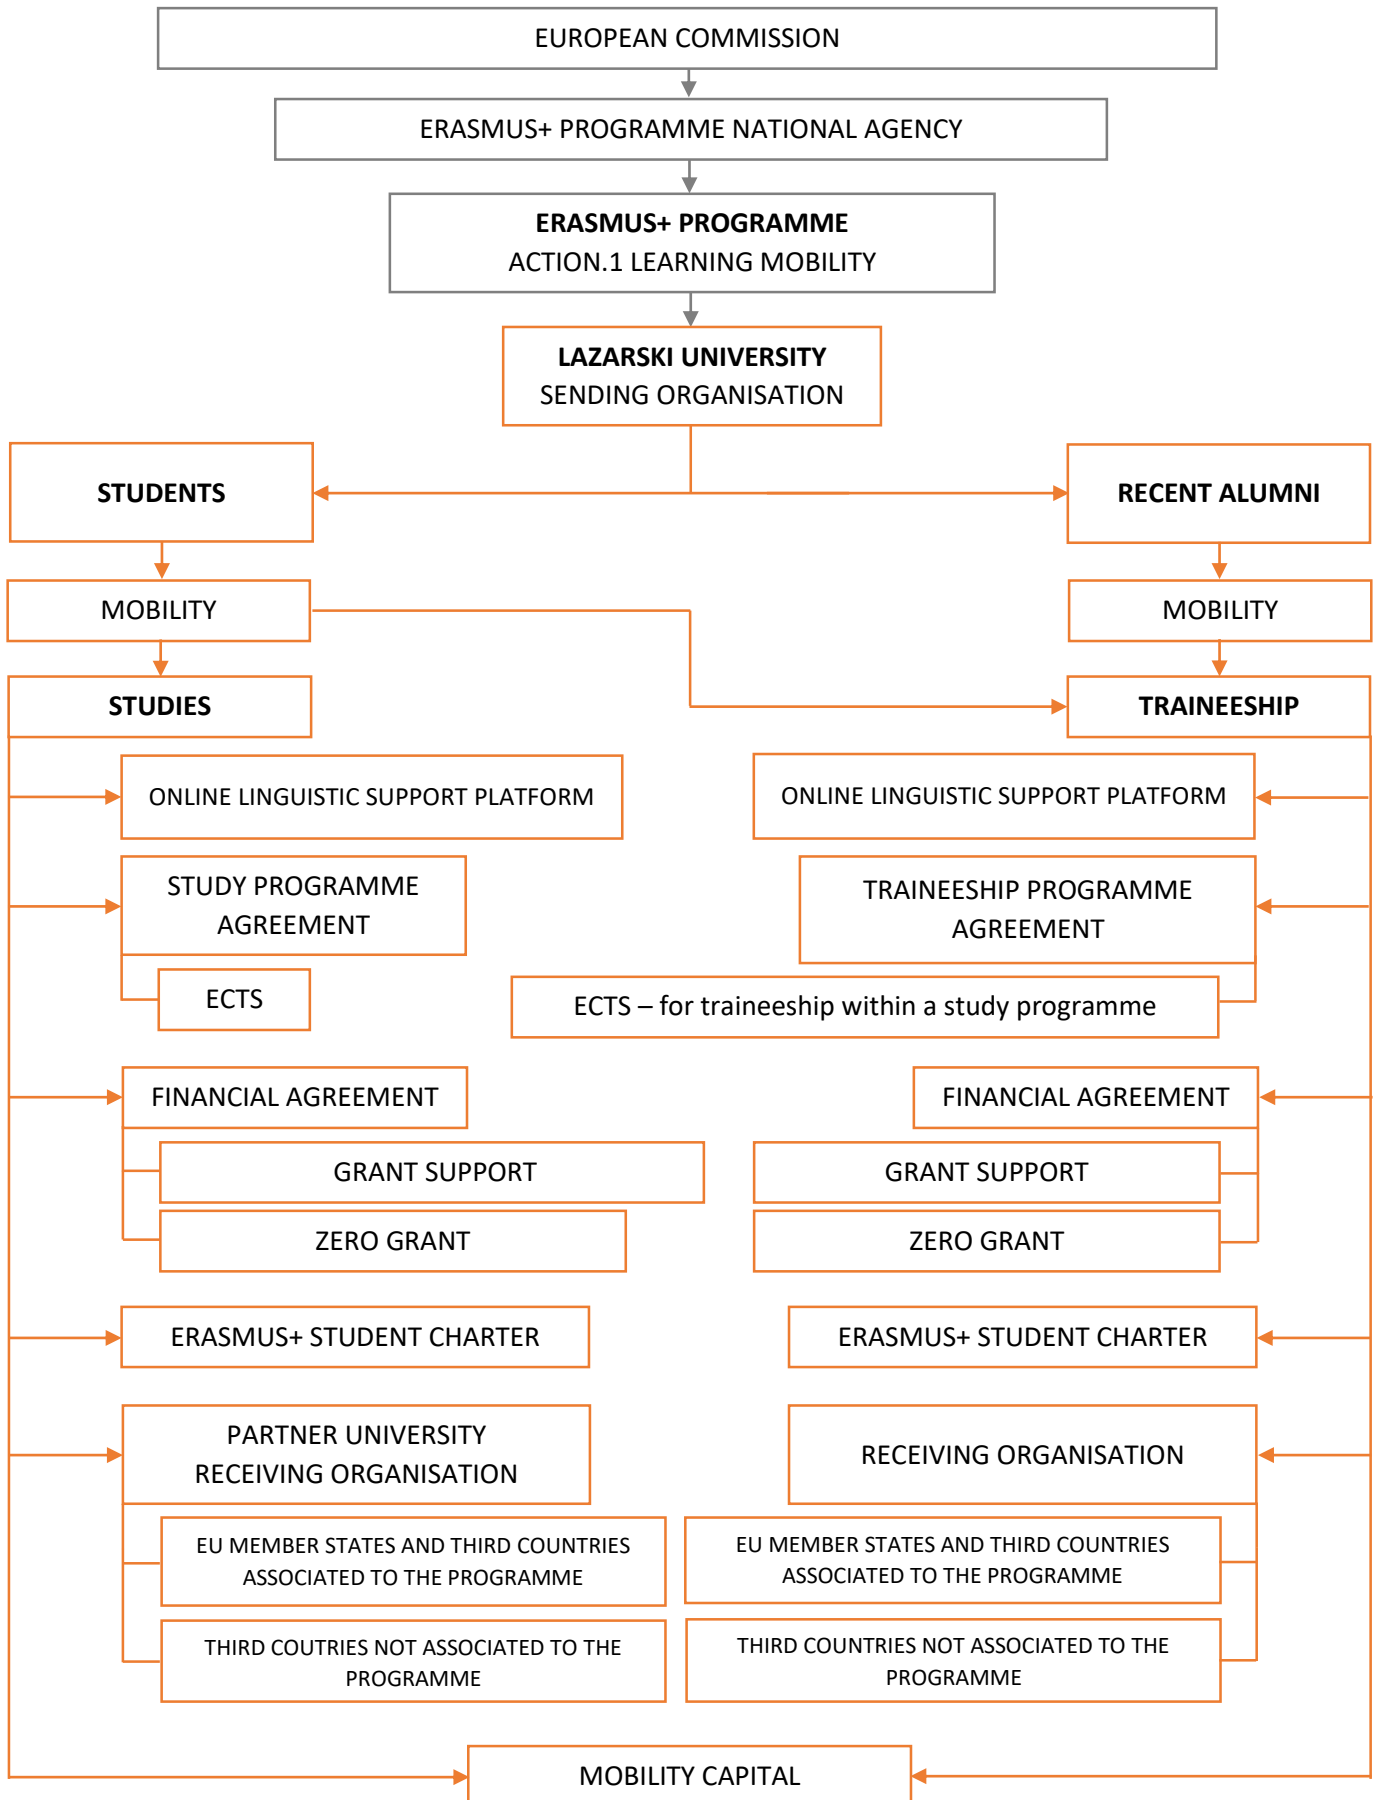 EUROPEAN COMMISSION
ERASMUS+ PROGRAMME NATIONAL AGENCY
ERASMUS+ PROGRAMME
ACTION.1 LEARNING MOBILITY
LAZARSKI UNIVERSITY
SENDING ORGANISATION
STUDENTS
RECENT ALUMNI
MOBILITY
MOBILITY
STUDIES
TRAINEESHIP
ONLINE LINGUISTIC SUPPORT PLATFORM
ONLINE LINGUISTIC SUPPORT PLATFORM
STUDY PROGRAMME
AGREEMENT
TRAINEESHIP PROGRAMME
AGREEMENT
ECTS
ECTS – for traineeship within a study programme
FINANCIAL AGREEMENT
FINANCIAL AGREEMENT
GRANT SUPPORT
GRANT SUPPORT
ZERO GRANT
ZERO GRANT
ERASMUS+ STUDENT CHARTER
ERASMUS+ STUDENT CHARTER
PARTNER UNIVERSITY
RECEIVING ORGANISATION
RECEIVING ORGANISATION
EU MEMBER STATES AND THIRD COUNTRIES
ASSOCIATED TO THE PROGRAMME
EU MEMBER STATES AND THIRD COUNTRIES
ASSOCIATED TO THE PROGRAMME
THIRD COUTRIES NOT ASSOCIATED TO THE
PROGRAMME
THIRD COUNTRIES NOT ASSOCIATED TO THE
PROGRAMME
MOBILITY CAPITAL